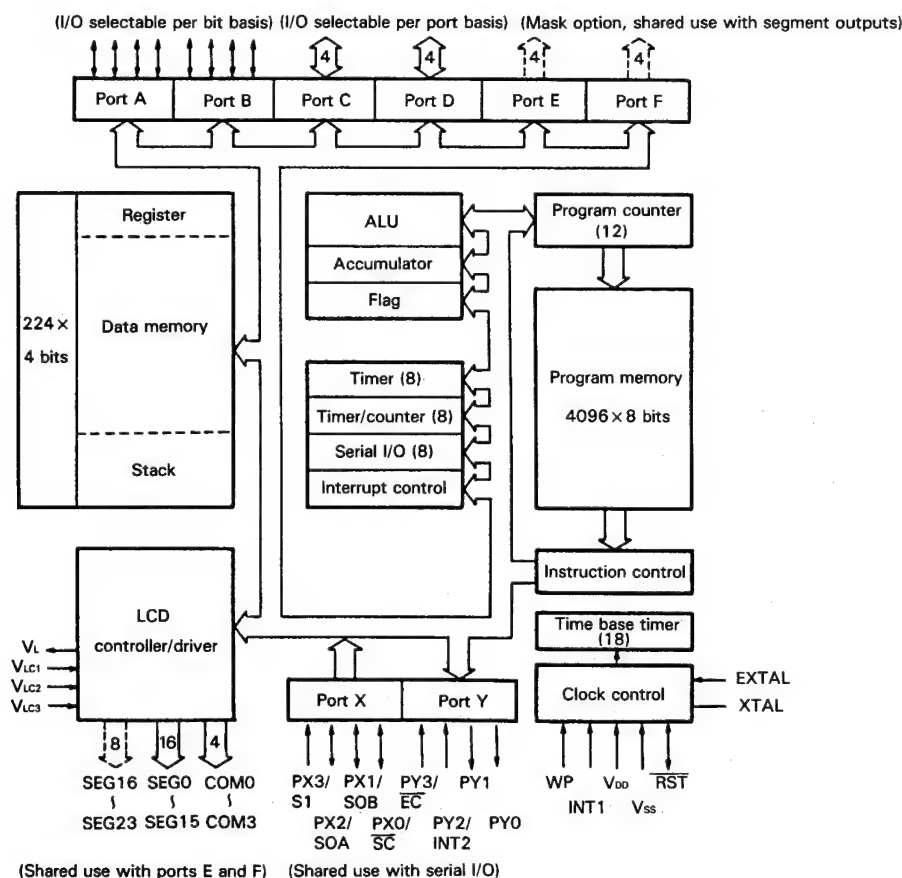 (I/O selectable per bit basis) (I/O selectable per port basis) (Mask option, shared use with segment outputs)
4 4 4 4
Port A Port B Port C Port D Port E Port F
Register
Data memory
224×
4 bits
Stack
ALU
Accumulator
Flag
Timer (8)
Timer/counter (8)
Serial I/O (8)
Interrupt control
Program counter
(12)
Program memory
4096×8 bits
Instruction control
Time base timer
(18)
Clock control
EXTAL
XTAL
LCD
controller/driver
VL
VLC1
VLC2
VLC3
8 16 4
SEG16 SEG0 COM0
SEG23 SEG15 COM3
Port X Port Y
PX3/ PX1/ PY3/ PY1
S1 SOB EC
PX2/ PX0/ PY2/ PY0
SOA SC INT2
WP VDD RST
INT1 Vss
(Shared use with ports E and F) (Shared use with serial I/O)